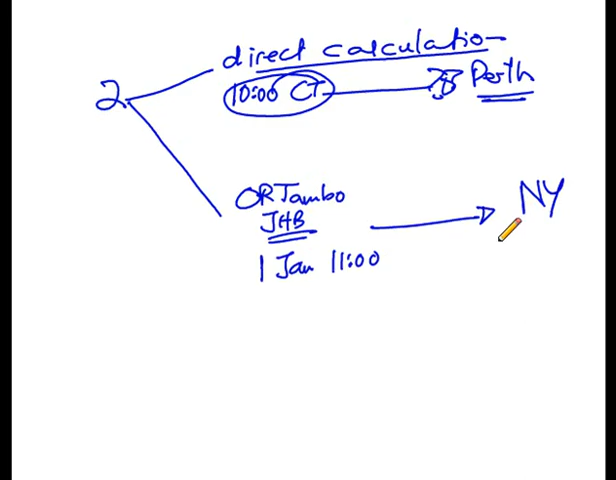 direct calculation
2.
10:00 CT
Perth
OR Tambo
JHB
NY
1 Jan 11:00